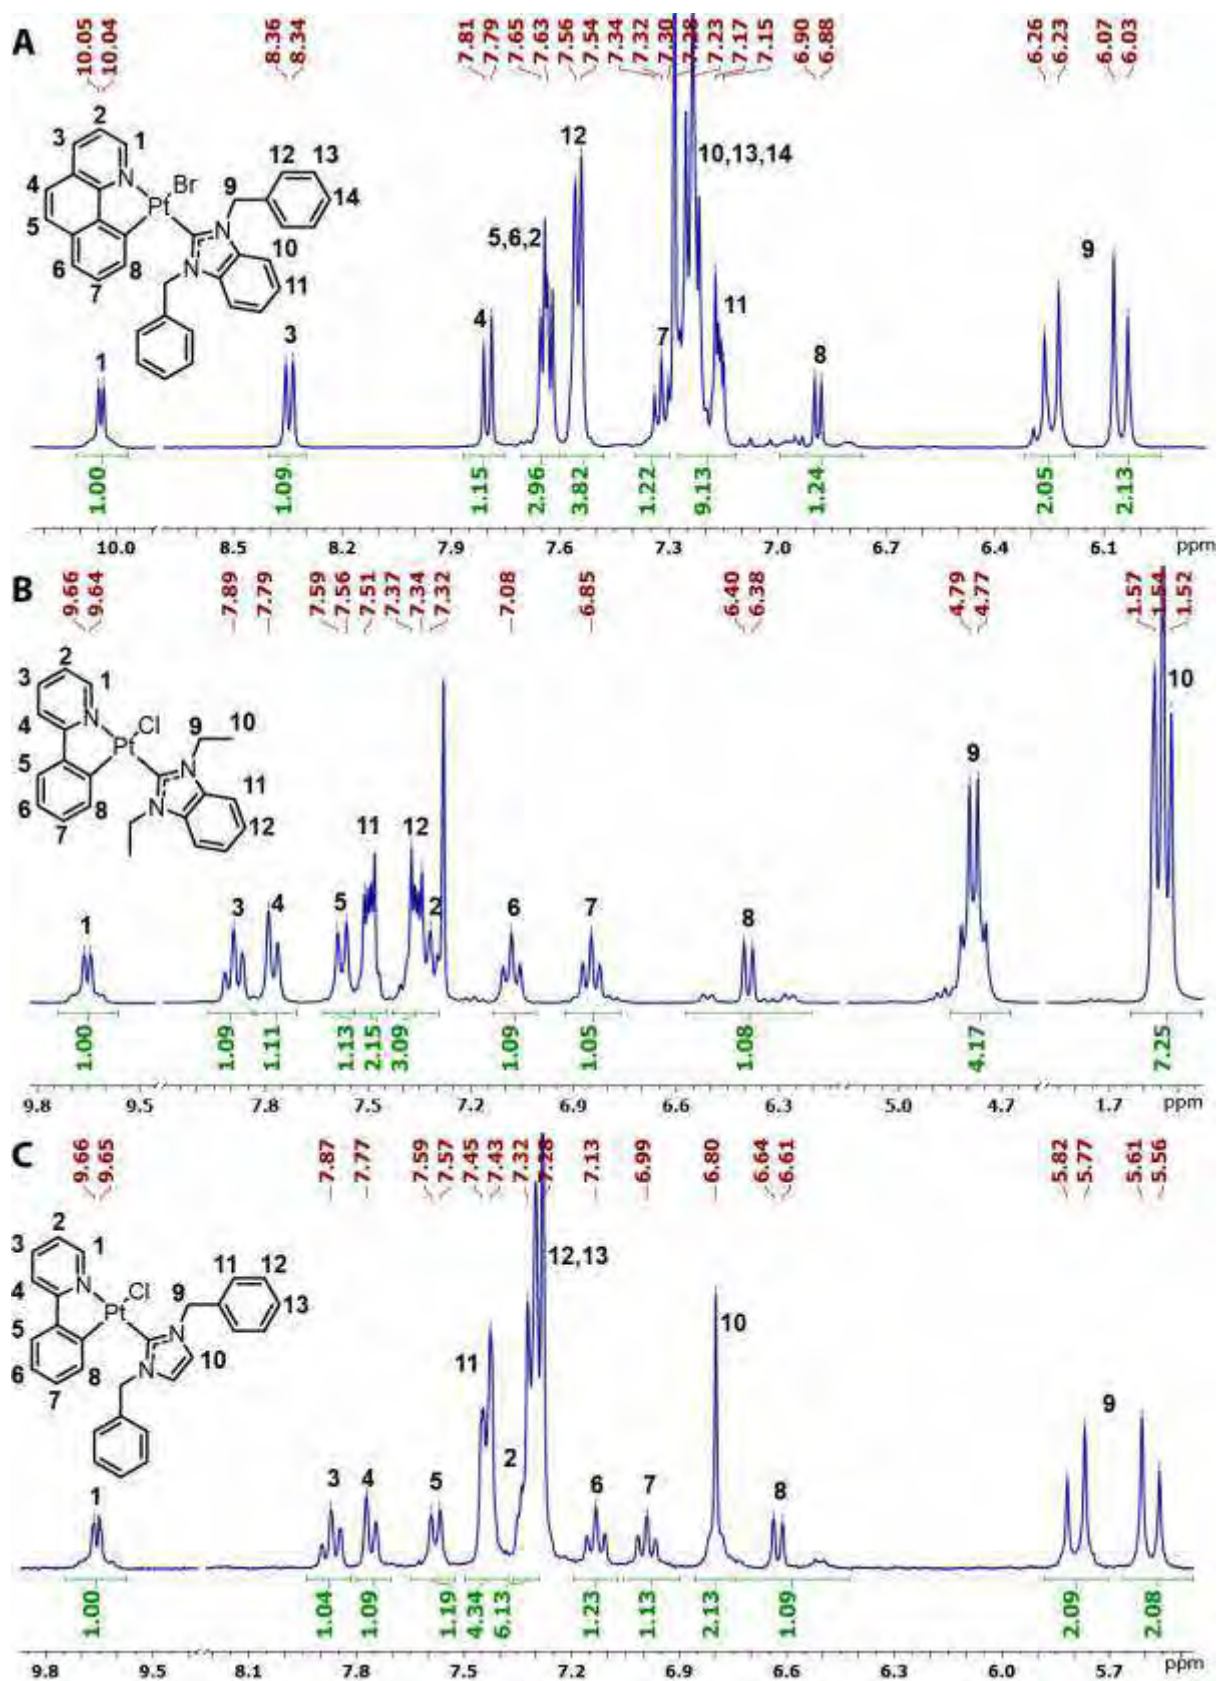 A
10.05 10.04 8.36 8.34 7.81 7.79 7.65 7.63 7.56 7.54 7.34 7.32 7.30 7.28 7.23 7.17 7.15 6.90 6.88 6.26 6.23 6.07 6.03
3 2 1 4 N 5 6 7 8 Pt Br 9 12 13 14 N N 10 11
1 3 4 5,6,2 12 7 10,13,14 11 8 9
1.00 1.09 1.15 2.96 3.82 1.22 9.13 1.24 2.05 2.13
10.0 8.5 8.2 7.9 7.6 7.3 7.0 6.7 6.4 6.1 ppm
B
9.66 9.64 7.89 7.79 7.59 7.56 7.51 7.37 7.34 7.32 7.08 6.85 6.40 6.38 4.79 4.77 1.57 1.54 1.52
3 2 1 4 N 5 6 7 8 Pt Cl 9 10 N N 11 12
1 3 4 5 11 12 2 6 7 8 9 10
1.00 1.09 1.11 1.13 2.15 3.09 1.09 1.05 1.08 4.17 7.25
9.8 9.5 7.8 7.5 7.2 6.9 6.6 6.3 5.0 4.7 1.7 ppm
C
9.66 9.65 7.87 7.77 7.59 7.57 7.45 7.43 7.32 7.28 7.13 6.99 6.80 6.64 6.61 5.82 5.77 5.61 5.56
3 2 1 4 N 5 6 7 8 Pt Cl 9 11 12 13 N N 10
1 3 4 5 11 2 12,13 6 7 10 8 9
1.00 1.04 1.09 1.19 4.34 6.13 1.23 1.13 2.13 1.09 2.09 2.08
9.8 9.5 8.1 7.8 7.5 7.2 6.9 6.6 6.3 6.0 5.7 ppm